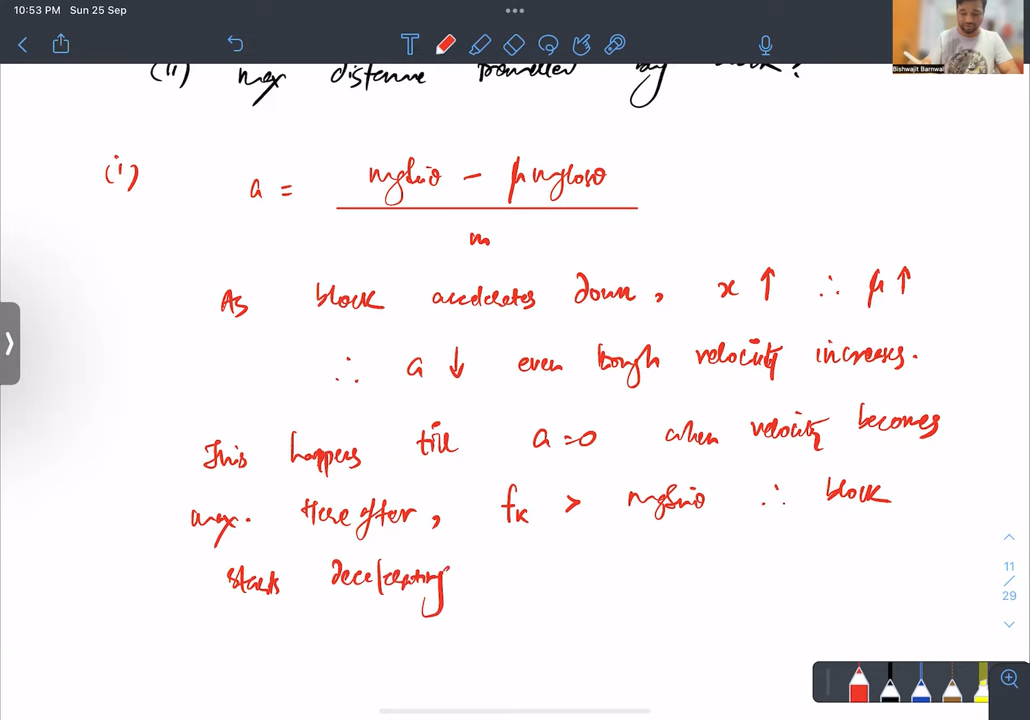 10:53 PM Sun 25 Sep
Bishwajit Barnwal
(ii) max distance travelled by block?
(i) a = mg sinθ - μ mg cosθ
m
As block accelerates down, x ↑ ∴ μ ↑
∴ a ↓ even though velocity increases.
This happens till a = 0 when velocity becomes
max. Hereafter, fK > mg sinθ ∴ block
starts decelerating
11
/
29